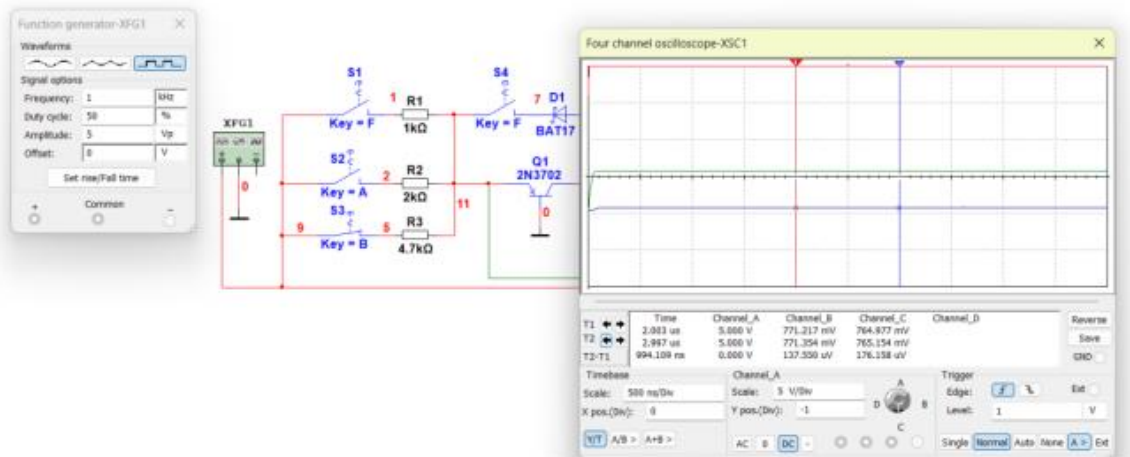 Function generator-XFG1
Waveforms
Signal options
Frequency: 1 kHz
Duty cycle: 50 %
Amplitude: 5 Vp
Offset: 0 V
Set rise/Fall time
+ Common −
XFG1
0
S1
Key = F
1 R1
1kΩ
S2
Key = A
2 R2
2kΩ
S3
9 Key = B
5 R3
4.7kΩ
11
S4
Key = F
7 D1
BAT17
Q1
2N3702
0
Four channel oscilloscope-XSC1
Time Channel_A Channel_B Channel_C Channel_D
T1 2.003 us 5.000 V 771.217 mV 764.977 mV
T2 2.997 us 5.000 V 771.354 mV 765.154 mV
T2-T1 994.109 ns 0.000 V 137.550 uV 176.158 uV
Reverse
Save
GND
Timebase
Scale: 500 ns/Div
X pos.(Div): 0
Y/T A/B > A+B >
Channel_A
Scale: 5 V/Div
Y pos.(Div): -1
AC 0 DC -
A
D B
C
Trigger
Edge: Ext
Level: 1 V
Single Normal Auto None A > Ext